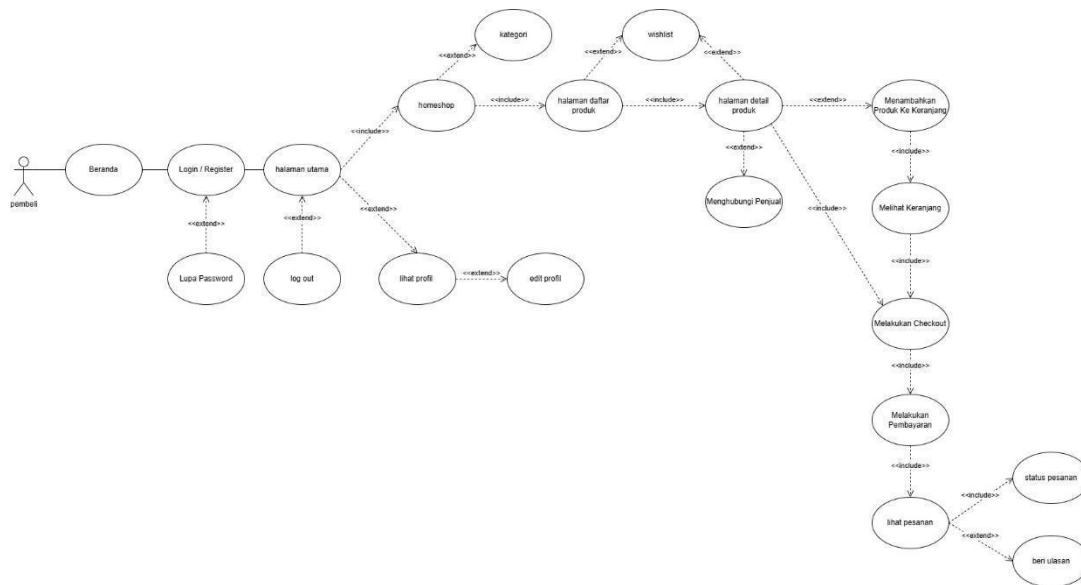 kategori
wishlist
<<extend>>
<<extend>>
<<extend>>
homeshop
<<include>>
halaman daftar
produk
<<include>>
halaman detail
produk
<<extend>>
Menambahkan
Produk Ke Keranjang
<<include>>
<<extend>>
<<include>>
pembeli
Beranda
Login / Register
halaman utama
Menghubungi Penjual
Melihat Keranjang
<<extend>>
<<extend>>
<<extend>>
<<include>>
<<include>>
Lupa Password
log out
lihat profil
<<extend>>
edit profil
Melakukan Checkout
<<include>>
Melakukan
Pembayaran
<<include>>
status pesanan
<<include>>
lihat pesanan
<<extend>>
beri ulasan